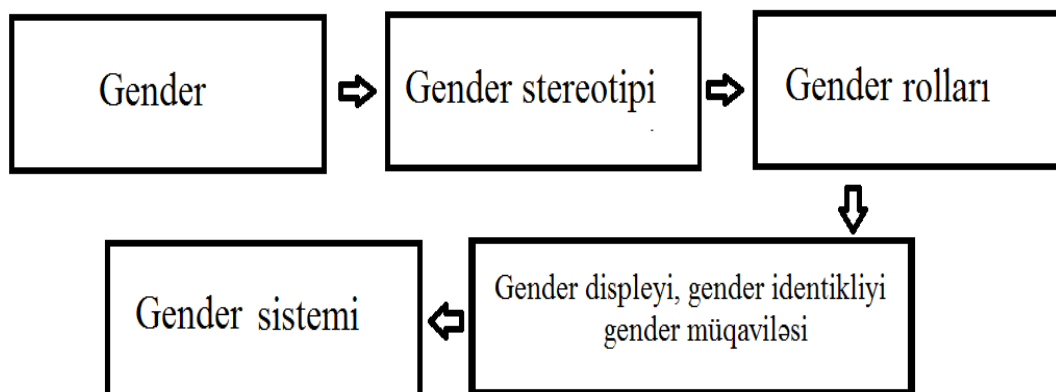 Gender
Gender stereotipi
Gender rolları
Gender displeyi, gender identikliyi
gender müqaviləsi
Gender sistemi